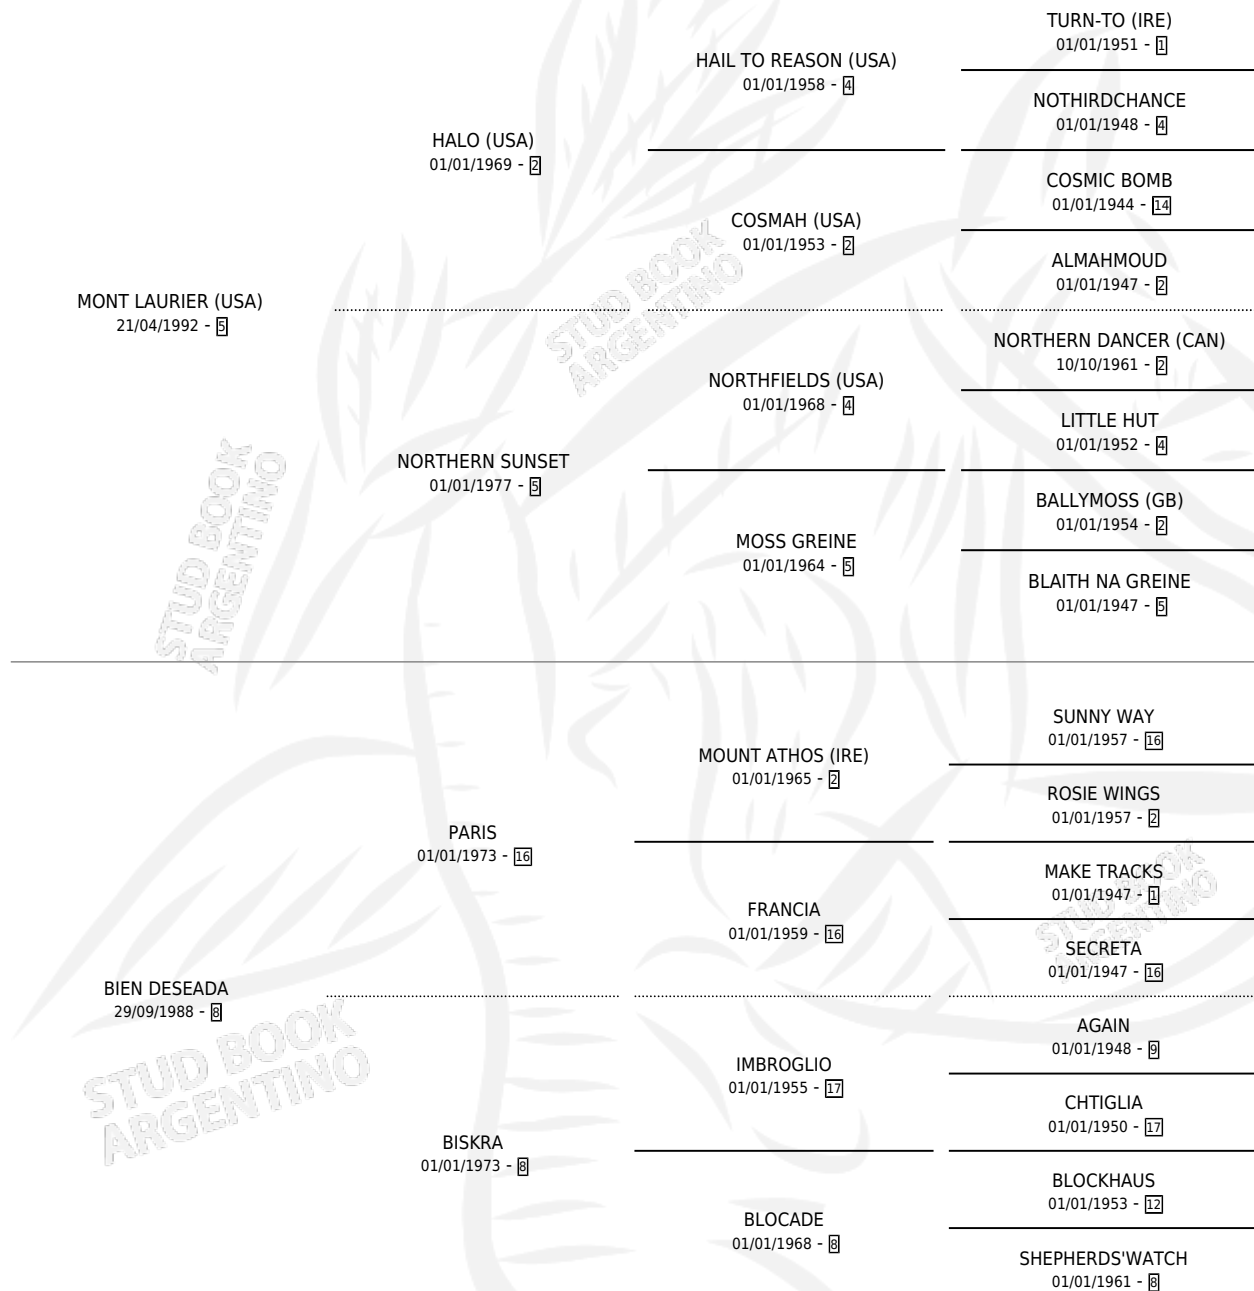 TURN-TO (IRE)
01/01/1951 - 1
HAIL TO REASON (USA)
01/01/1958 - 4
NOTHIRDCHANCE
01/01/1948 - 4
HALO (USA)
01/01/1969 - 2
COSMIC BOMB
01/01/1944 - 14
COSMAH (USA)
01/01/1953 - 2
ALMAHMOUD
01/01/1947 - 2
MONT LAURIER (USA)
21/04/1992 - 5
NORTHERN DANCER (CAN)
10/10/1961 - 2
NORTHFIELDS (USA)
01/01/1968 - 4
LITTLE HUT
01/01/1952 - 4
NORTHERN SUNSET
01/01/1977 - 5
BALLYMOSS (GB)
01/01/1954 - 2
MOSS GREINE
01/01/1964 - 5
BLAITH NA GREINE
01/01/1947 - 5
SUNNY WAY
01/01/1957 - 16
MOUNT ATHOS (IRE)
01/01/1965 - 2
ROSIE WINGS
01/01/1957 - 2
PARIS
01/01/1973 - 16
MAKE TRACKS
01/01/1947 - 1
FRANCIA
01/01/1959 - 16
SECRETA
01/01/1947 - 16
BIEN DESEADA
29/09/1988 - 8
AGAIN
01/01/1948 - 9
IMBROGLIO
01/01/1955 - 17
CHTIGLIA
01/01/1950 - 17
BISKRA
01/01/1973 - 8
BLOCKHAUS
01/01/1953 - 12
BLOCADE
01/01/1968 - 8
SHEPHERDS'WATCH
01/01/1961 - 8
STUD BOOK
ARGENTINO
STUD BOOK
ARGENTINO
STUD BOOK
ARGENTINO
STUD BOOK
ARGENTINO